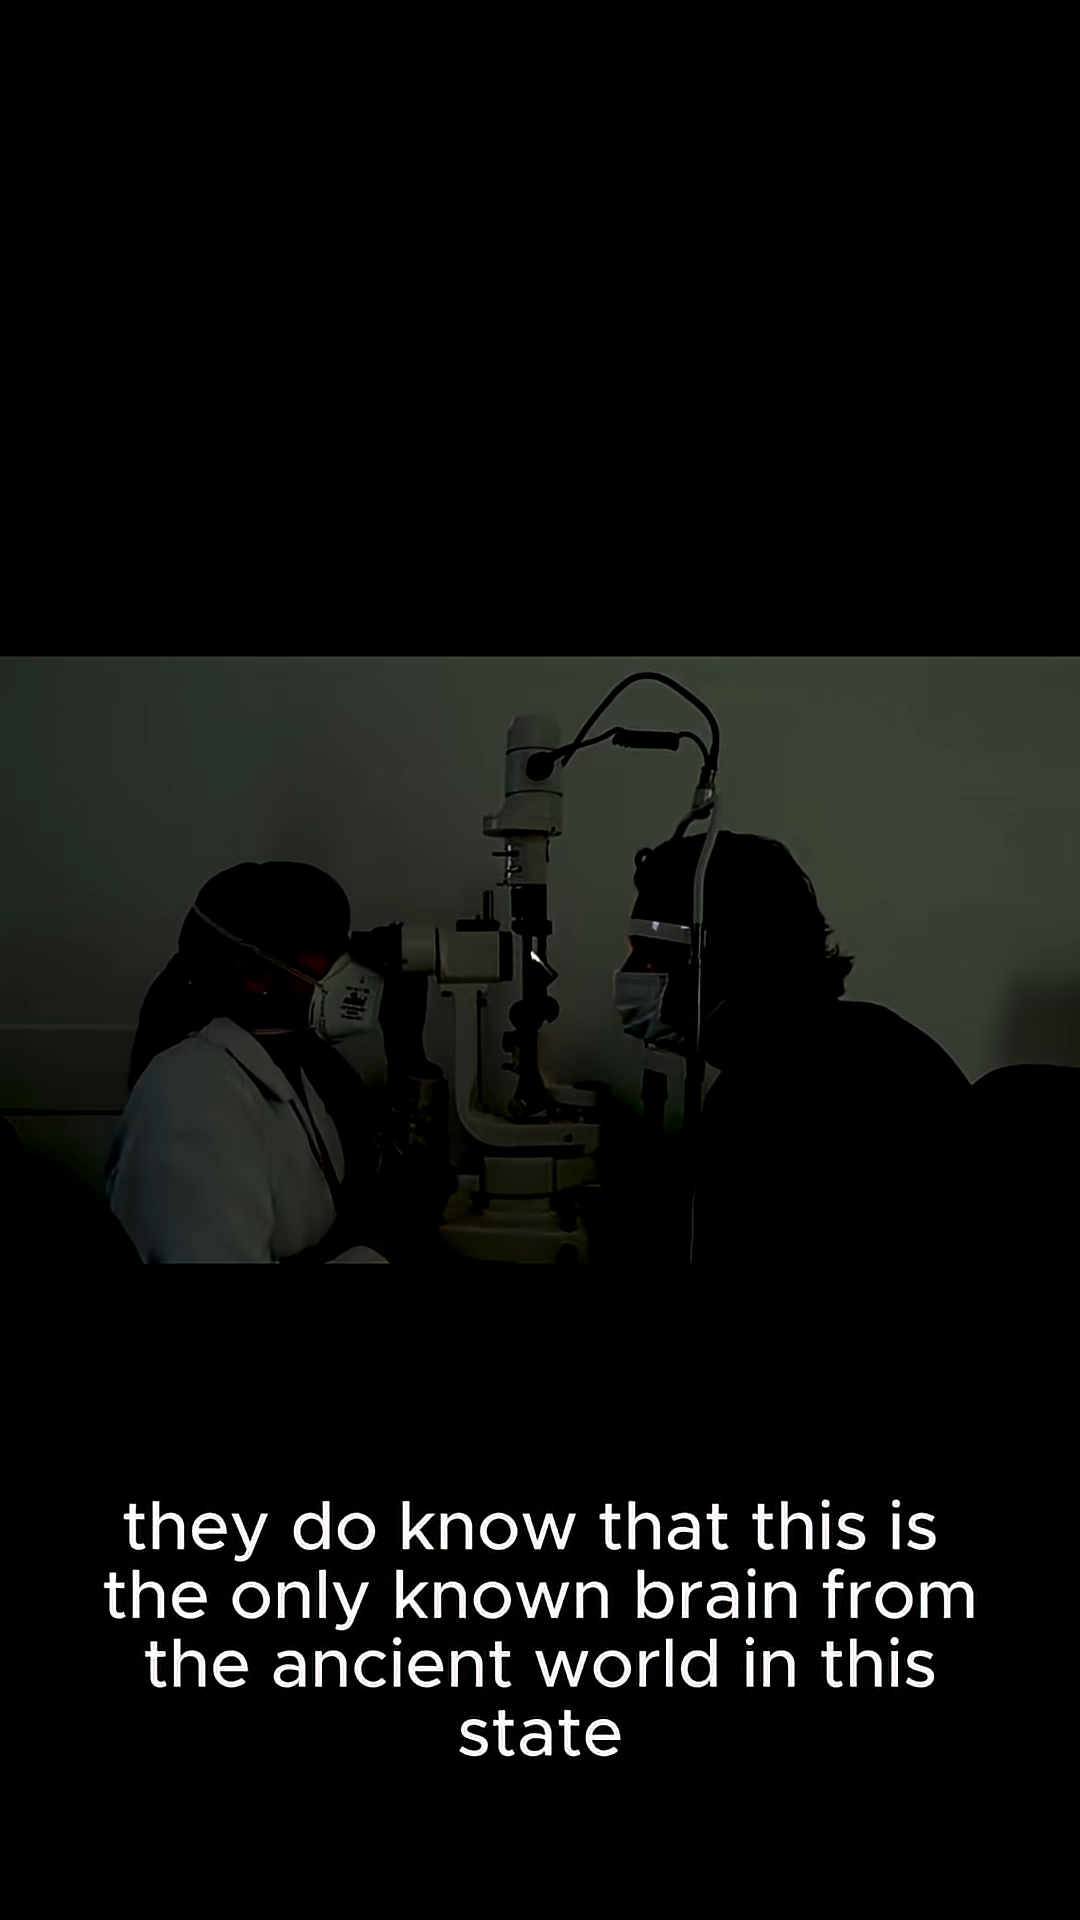 they do know that this is
the only known brain from
the ancient world in this
state